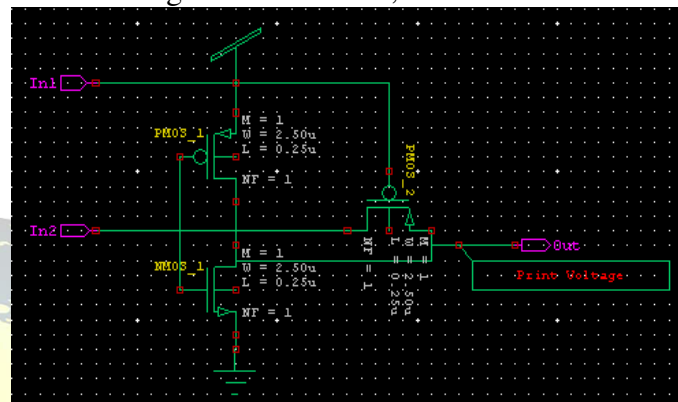 In1
M = 1
W = 2.50u
L = 0.25u
PMOS_1
NF = 1
PMOS_2
In2
M = 1
W = 2.50u
L = 0.25u
NF = 1
Out
NMOS_1
M = 1
W = 2.50u
L = 0.25u
NF = 1
Print Voltage